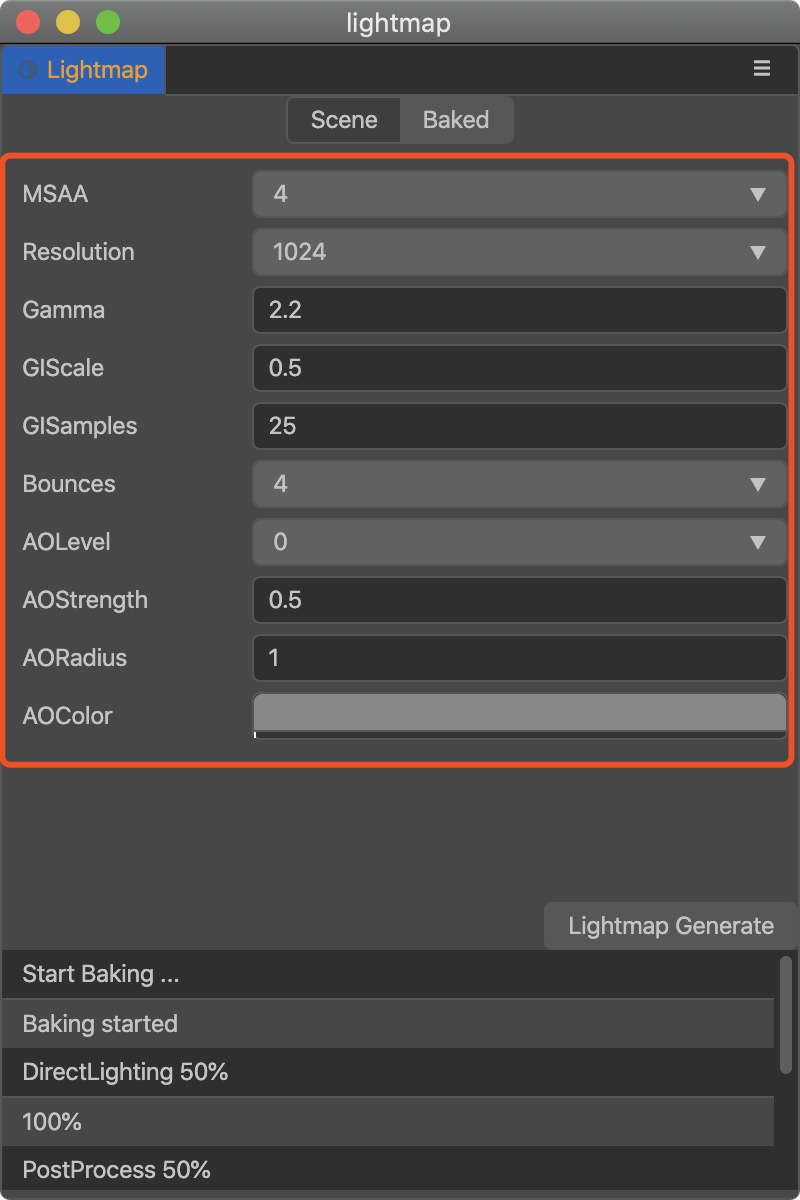 lightmap
Lightmap
Scene Baked
MSAA 4
Resolution 1024
Gamma 2.2
GIScale 0.5
GISamples 25
Bounces 4
AOLevel 0
AOStrength 0.5
AORadius 1
AOColor
Lightmap Generate
Start Baking ...
Baking started
DirectLighting 50%
100%
PostProcess 50%